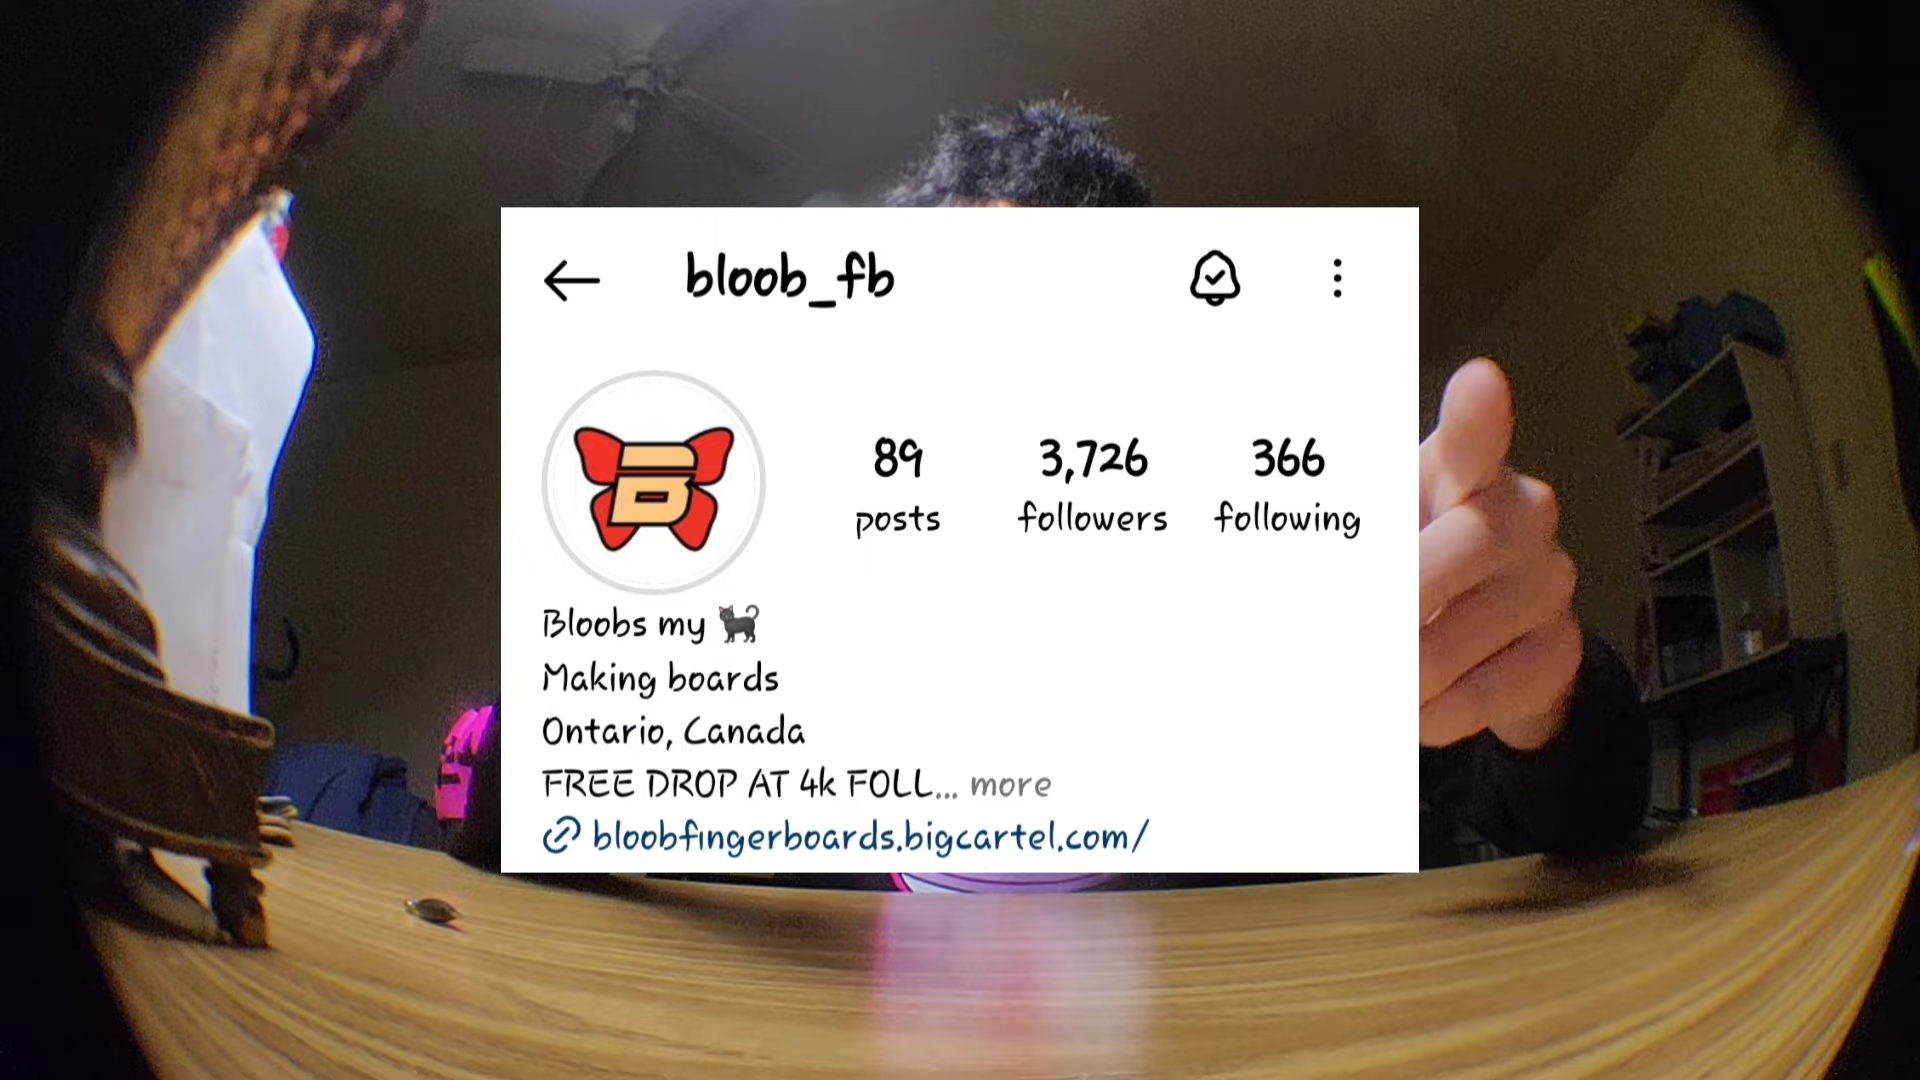 bloob_fb
B
89 3,726 366
posts followers following
Bloobs my 🐈‍⬛
Making boards
Ontario, Canada
FREE DROP AT 4k FOLL... more
bloobfingerboards.bigcartel.com/